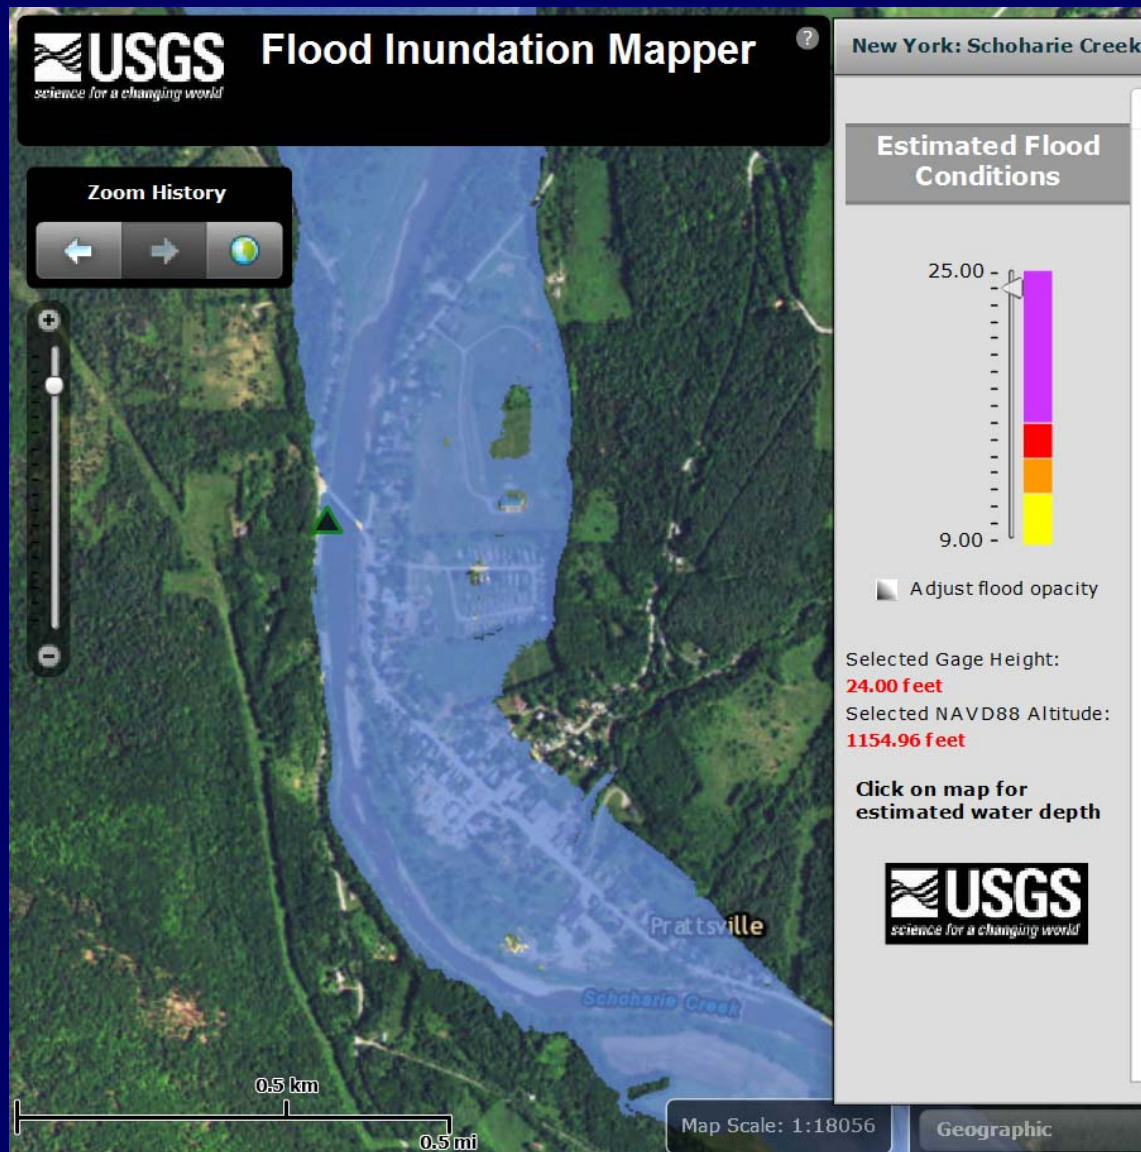 USGS
science for a changing world
Flood Inundation Mapper
?
New York: Schoharie Creek
Zoom History
+
−
Estimated Flood
Conditions
25.00
9.00
Adjust flood opacity
Selected Gage Height:
24.00 feet
Selected NAVD88 Altitude:
1154.96 feet
Click on map for
estimated water depth
USGS
science for a changing world
Prattsville
Schoharie Creek
0.5 km
0.5 mi
Map Scale: 1:18056
Geographic